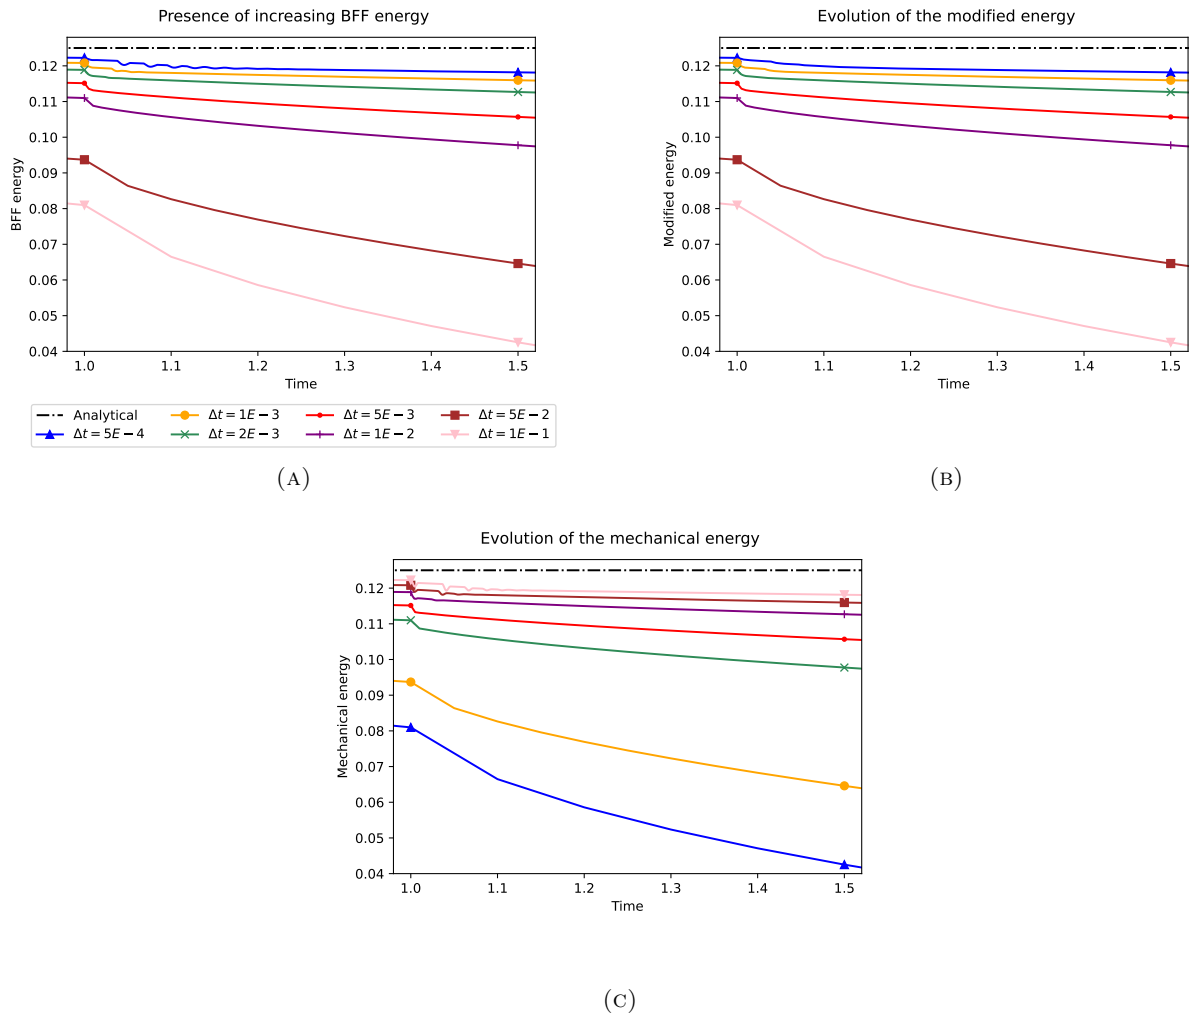 Presence of increasing BFF energy
BFF energy
0.12
0.11
0.10
0.09
0.08
0.07
0.06
0.05
0.04
1.0 1.1 1.2 1.3 1.4 1.5
Time
Analytical
Δt = 5E − 4
Δt = 1E − 3
Δt = 2E − 3
Δt = 5E − 3
Δt = 1E − 2
Δt = 5E − 2
Δt = 1E − 1
(A)
Evolution of the modified energy
Modified energy
0.12
0.11
0.10
0.09
0.08
0.07
0.06
0.05
0.04
1.0 1.1 1.2 1.3 1.4 1.5
Time
(B)
Evolution of the mechanical energy
Mechanical energy
0.12
0.11
0.10
0.09
0.08
0.07
0.06
0.05
0.04
1.0 1.1 1.2 1.3 1.4 1.5
Time
(C)